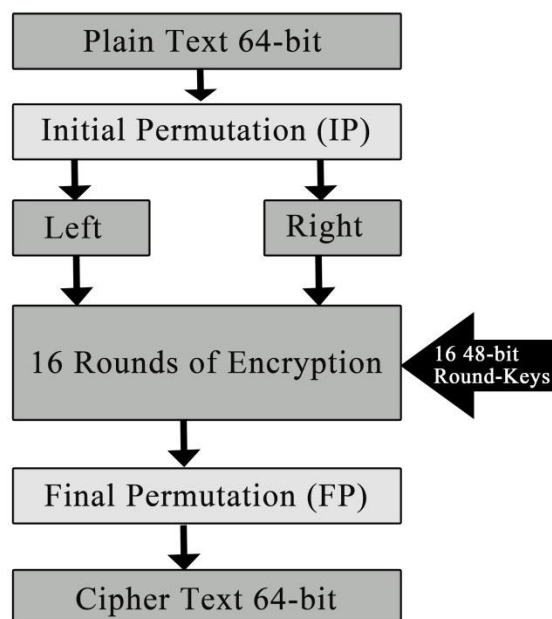 Plain Text 64-bit
Initial Permutation (IP)
Left
Right
16 Rounds of Encryption
16 48-bit
Round-Keys
Final Permutation (FP)
Cipher Text 64-bit